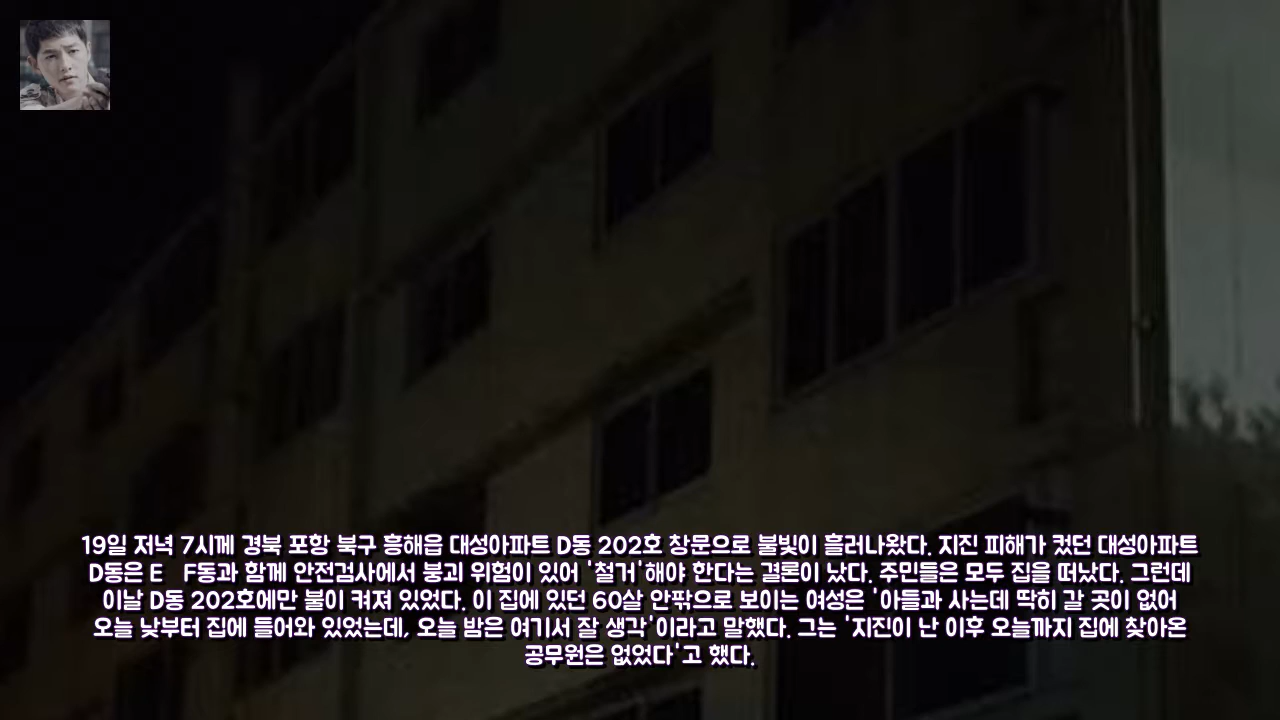 19일 저녁 7시께 경북 포항 북구 흥해읍 대성아파트 D동 202호 창문으로 불빛이 흘러나왔다. 지진 피해가 컸던 대성아파트
D동은 E F동과 함께 안전검사에서 붕괴 위험이 있어 '철거'해야 한다는 결론이 났다. 주민들은 모두 집을 떠났다. 그런데
이날 D동 202호에만 불이 켜져 있었다. 이 집에 있던 60살 안팎으로 보이는 여성은 '아들과 사는데 딱히 갈 곳이 없어
오늘 낮부터 집에 들어와 있었는데, 오늘 밤은 여기서 잘 생각'이라고 말했다. 그는 '지진이 난 이후 오늘까지 집에 찾아온
공무원은 없었다'고 했다.